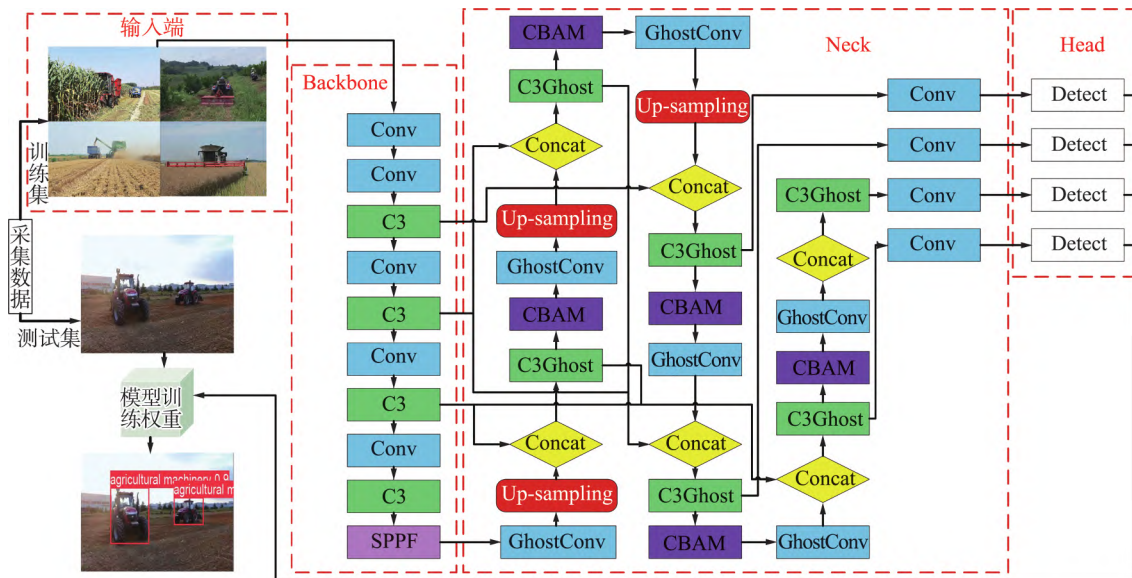 输入端
训练集
采集数据
测试集
模型训
练权重
agricultural machinery 0.9
agricultural m
Backbone
Conv
Conv
C3
Conv
C3
Conv
C3
Conv
C3
SPPF
Neck
CBAM
GhostConv
C3Ghost
Up-sampling
Concat
Concat
Up-sampling
C3Ghost
GhostConv
CBAM
CBAM
C3Ghost
GhostConv
Concat
Concat
Up-sampling
C3Ghost
GhostConv
CBAM
GhostConv
C3Ghost
Concat
GhostConv
CBAM
C3Ghost
Concat
Conv
Conv
Conv
Conv
Head
Detect
Detect
Detect
Detect